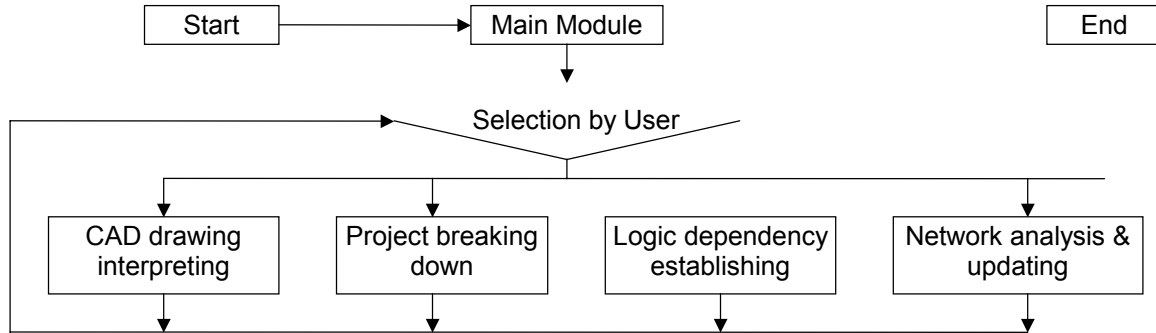 Start
Main Module
End
Selection by User
CAD drawing
interpreting
Project breaking
down
Logic dependency
establishing
Network analysis &
updating